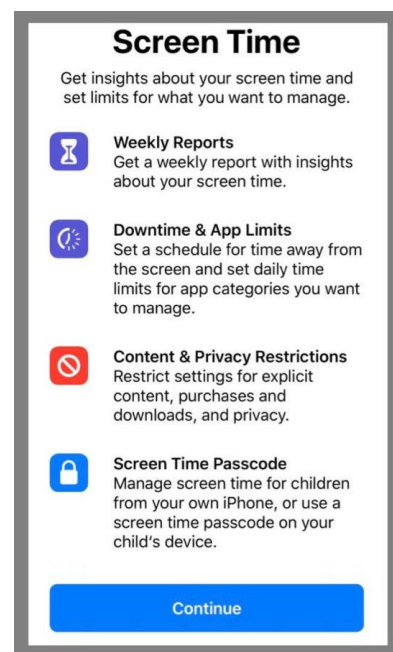 Screen Time
Get insights about your screen time and
set limits for what you want to manage.
Weekly Reports
Get a weekly report with insights
about your screen time.
Downtime & App Limits
Set a schedule for time away from
the screen and set daily time
limits for app categories you want
to manage.
Content & Privacy Restrictions
Restrict settings for explicit
content, purchases and
downloads, and privacy.
Screen Time Passcode
Manage screen time for children
from your own iPhone, or use a
screen time passcode on your
child's device.
Continue